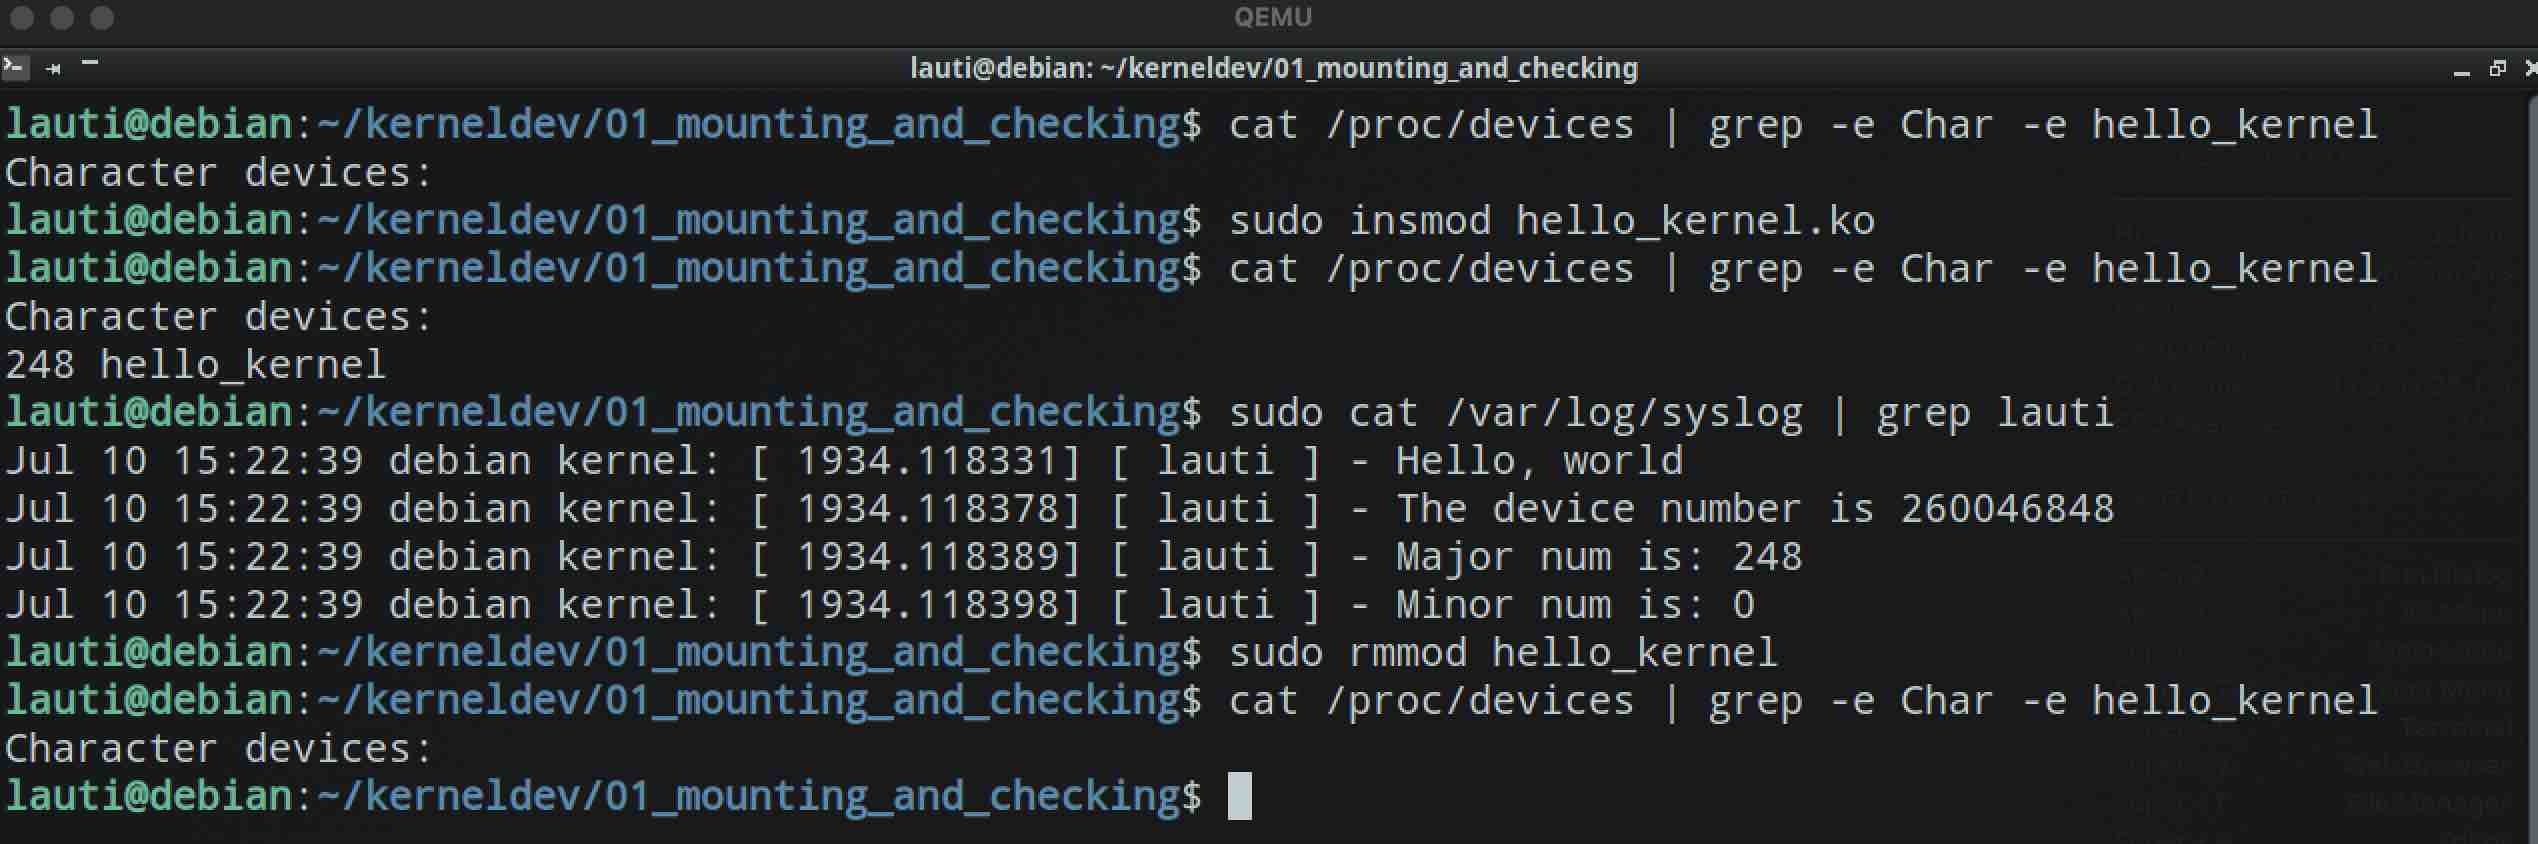 QEMU
lauti@debian: ~/kerneldev/01_mounting_and_checking
lauti@debian:~/kerneldev/01_mounting_and_checking$ cat /proc/devices | grep -e Char -e hello_kernel
Character devices:
lauti@debian:~/kerneldev/01_mounting_and_checking$ sudo insmod hello_kernel.ko
lauti@debian:~/kerneldev/01_mounting_and_checking$ cat /proc/devices | grep -e Char -e hello_kernel
Character devices:
248 hello_kernel
lauti@debian:~/kerneldev/01_mounting_and_checking$ sudo cat /var/log/syslog | grep lauti
Jul 10 15:22:39 debian kernel: [ 1934.118331] [ lauti ] - Hello, world
Jul 10 15:22:39 debian kernel: [ 1934.118378] [ lauti ] - The device number is 260046848
Jul 10 15:22:39 debian kernel: [ 1934.118389] [ lauti ] - Major num is: 248
Jul 10 15:22:39 debian kernel: [ 1934.118398] [ lauti ] - Minor num is: 0
lauti@debian:~/kerneldev/01_mounting_and_checking$ sudo rmmod hello_kernel
lauti@debian:~/kerneldev/01_mounting_and_checking$ cat /proc/devices | grep -e Char -e hello_kernel
Character devices:
lauti@debian:~/kerneldev/01_mounting_and_checking$